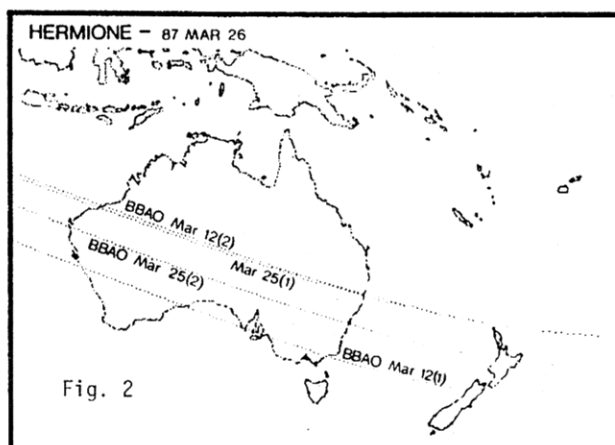 HERMIONE - 87 MAR 26
BBAO Mar 12(2)
Mar 25(1)
BBAO Mar 25(2)
BBAO Mar 12(1)
Fig. 2